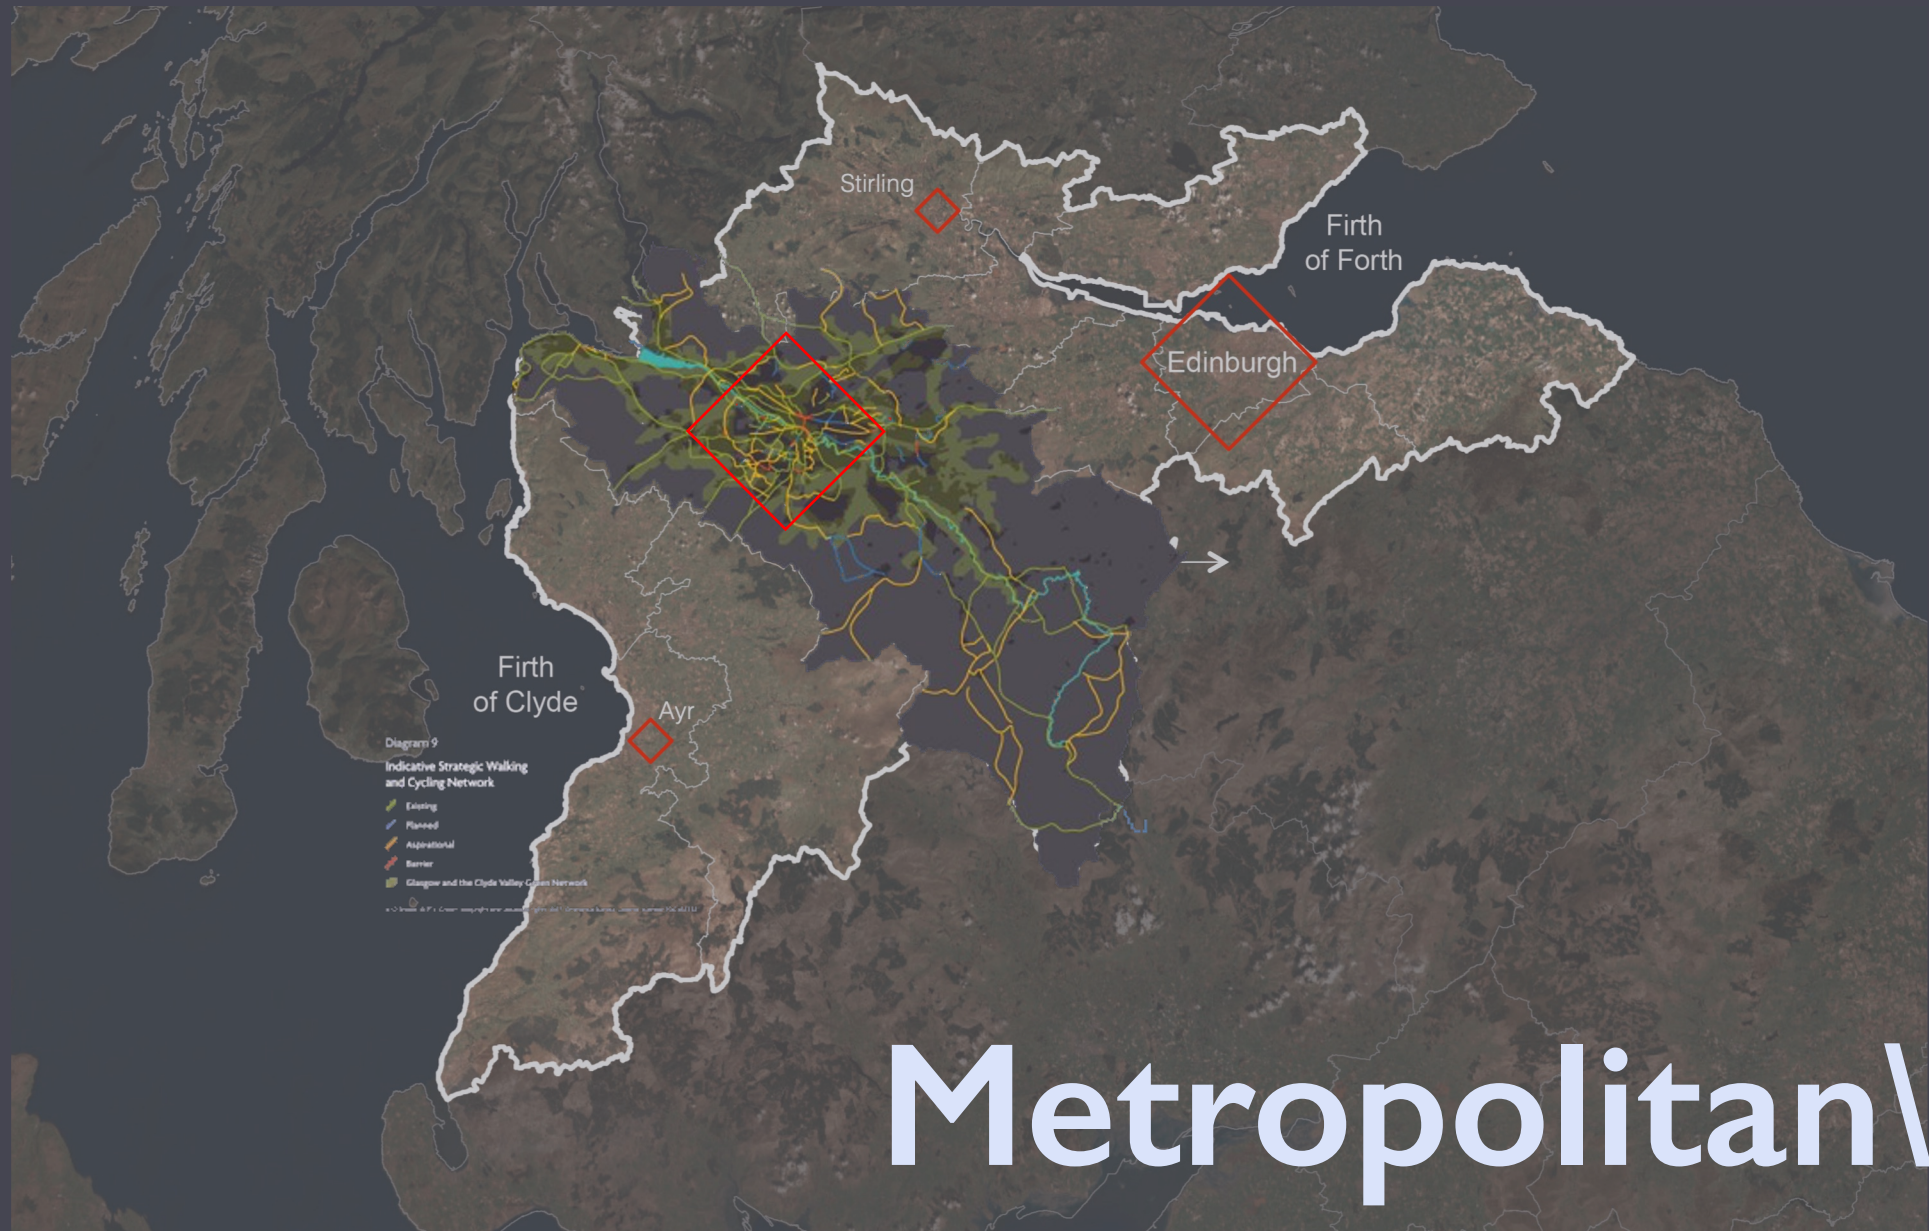 Stirling
Firth
of Forth
Edinburgh
Firth
of Clyde
Ayr
Diagram 9
Indicative Strategic Walking
and Cycling Network
Existing
Planned
Aspirational
Barrier
Glasgow and the Clyde Valley Green Network
Metropolitan\